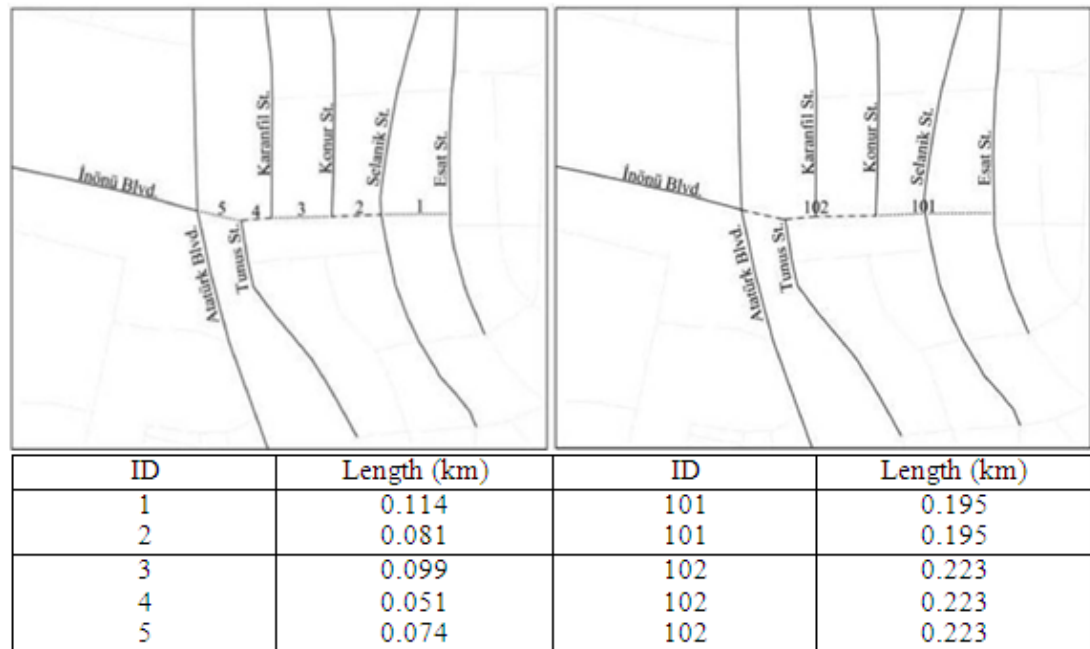 Karanfil St.
Konur St.
Selanik St.
Esat St.
İnönü Blvd.
5 4 3 2 1
Atatürk Blvd.
Tunus St.
Karanfil St.
Konur St.
Selanik St.
Esat St.
İnönü Blvd.
102 101
Atatürk Blvd.
Tunus St.
ID Length (km) ID Length (km)
1 0.114 101 0.195
2 0.081 101 0.195
3 0.099 102 0.223
4 0.051 102 0.223
5 0.074 102 0.223